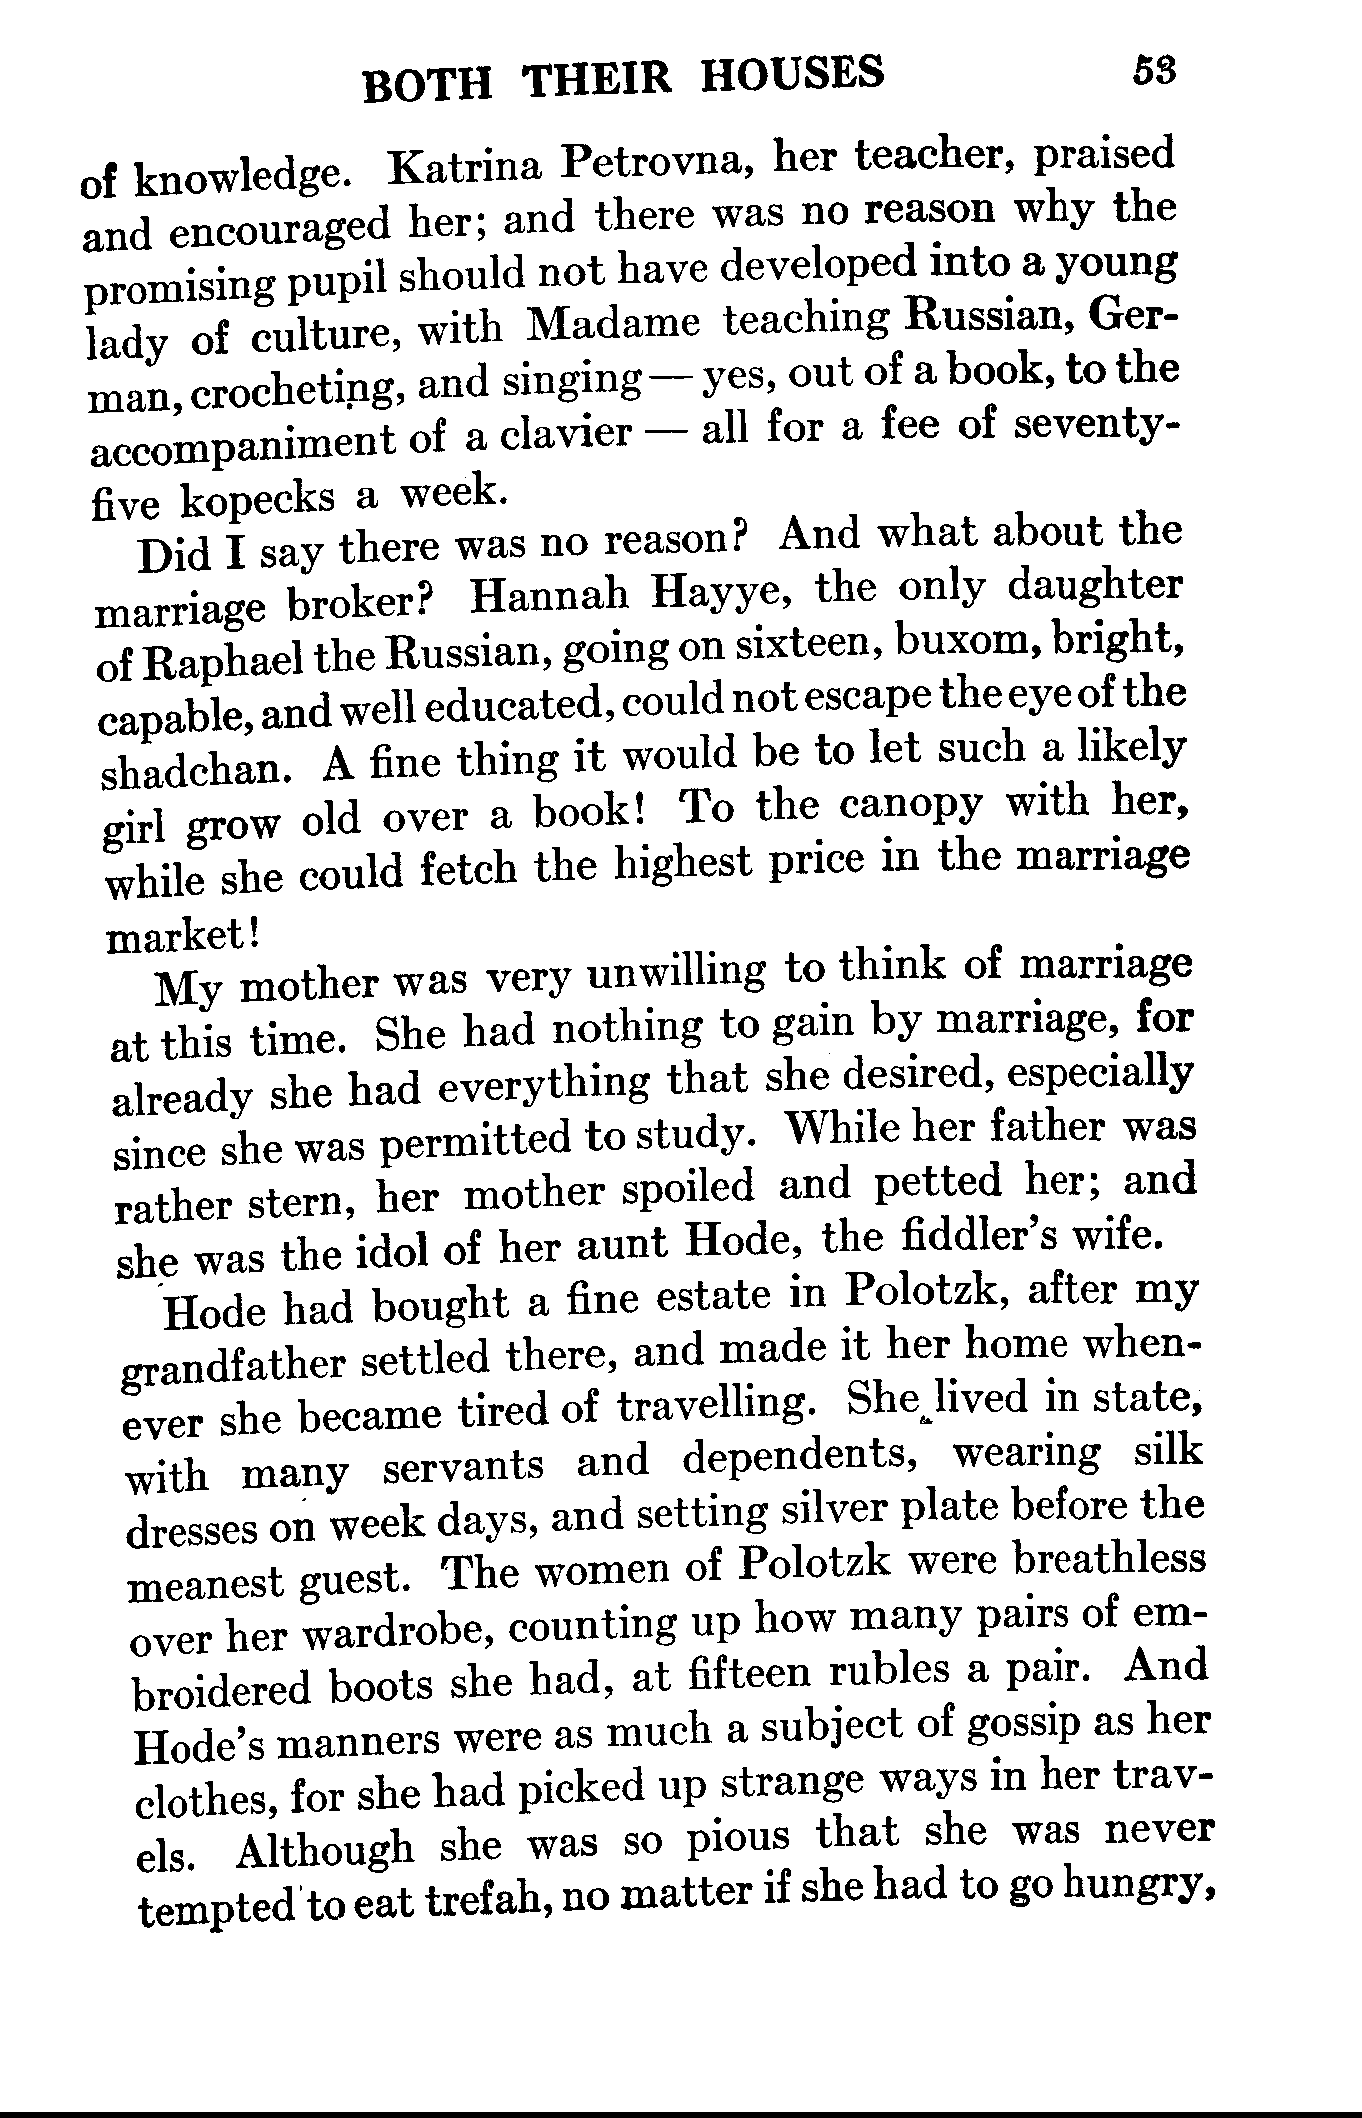 BOTH THEIR HOUSES 53
of knowledge. Katrina Petrovna, her teacher, praised
and encouraged her; and there was no reason why the
promising pupil should not have developed into a young
lady of culture, with Madame teaching Russian, Ger-
man, crocheting, and singing — yes, out of a book, to the
accompaniment of a clavier — all for a fee of seventy-
five kopecks a week.
Did I say there was no reason? And what about the
marriage broker? Hannah Hayye, the only daughter
of Raphael the Russian, going on sixteen, buxom, bright,
capable, and well educated, could not escape the eye of the
shadchan. A fine thing it would be to let such a likely
girl grow old over a book! To the canopy with her,
while she could fetch the highest price in the marriage
market!
My mother was very unwilling to think of marriage
at this time. She had nothing to gain by marriage, for
already she had everything that she desired, especially
since she was permitted to study. While her father was
rather stern, her mother spoiled and petted her; and
she was the idol of her aunt Hode, the fiddler's wife.
Hode had bought a fine estate in Polotzk, after my
grandfather settled there, and made it her home when-
ever she became tired of travelling. She lived in state,
with many servants and dependents, wearing silk
dresses on week days, and setting silver plate before the
meanest guest. The women of Polotzk were breathless
over her wardrobe, counting up how many pairs of em-
broidered boots she had, at fifteen rubles a pair. And
Hode's manners were as much a subject of gossip as her
clothes, for she had picked up strange ways in her trav-
els. Although she was so pious that she was never
tempted to eat trefah, no matter if she had to go hungry,